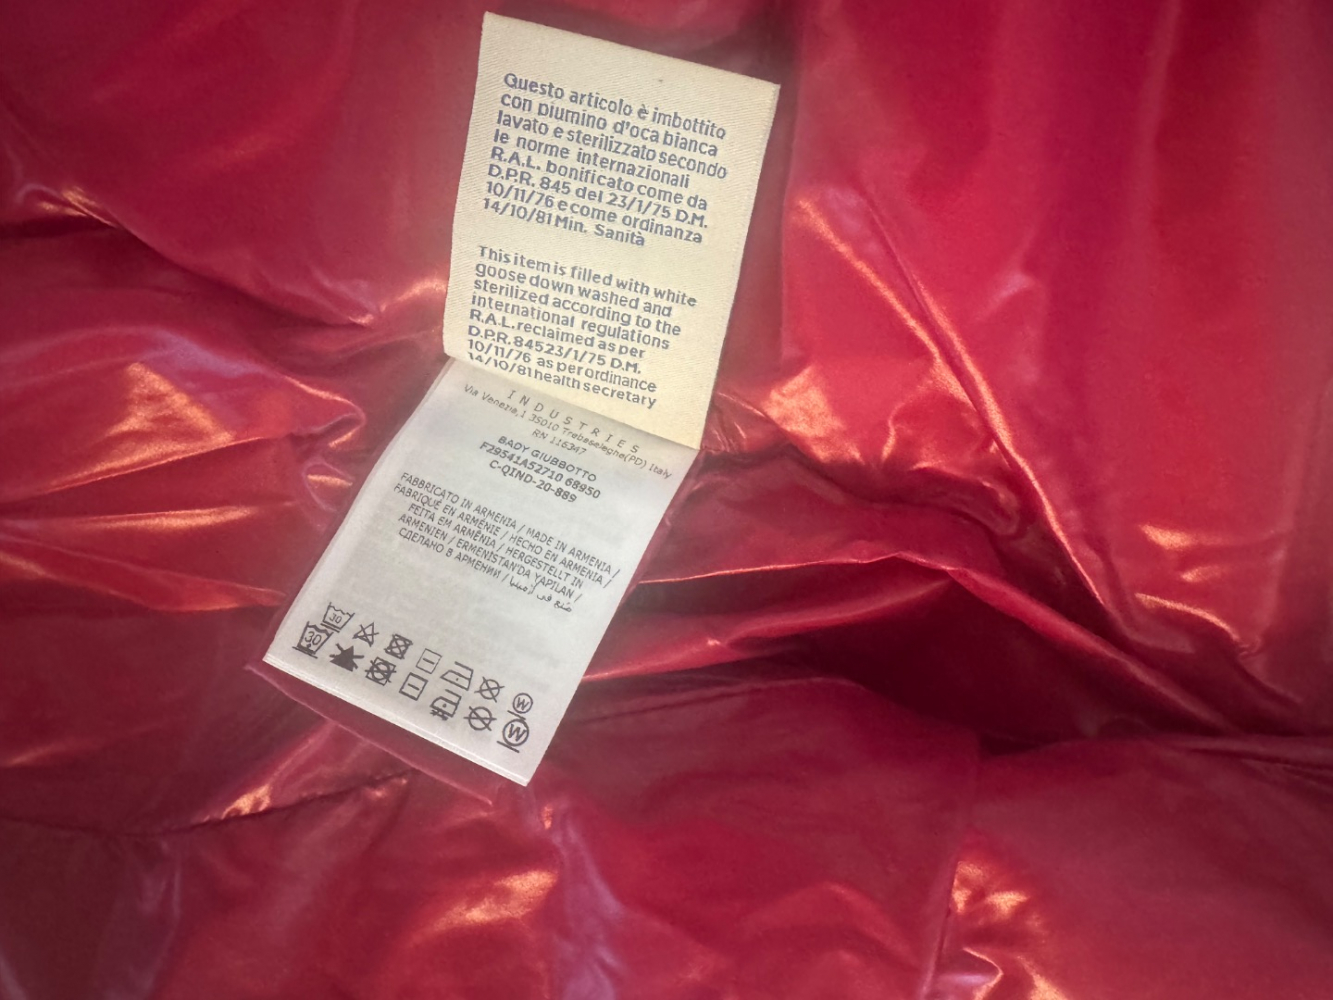 Questo articolo è imbottito
con piumino d'oca bianca
lavato e sterilizzato secondo
le norme internazionali
R.A.L. bonificato come da
D.P.R. 845 del 23/1/75 D.M.
10/11/76 e come ordinanza
14/10/81 Min. Sanità
This item is filled with white
goose down washed and
sterilized according to the
international regulations
R.A.L. reclaimed as per
D.P.R. 845 23/1/75 D.M.
10/11/76 as per ordinance
14/10/81 health secretary
INDUSTRIES
Via Venezia,1 35010 Trebaseleghe(PD) Italy
RN 116347
BADY GIUBBOTTO
F29541A52710 68950
C-QIND-20-889
FABBRICATO IN ARMENIA / MADE IN ARMENIA /
FABRIQUÉ EN ARMÉNIE / HECHO EN ARMENIA /
FEITA EM ARMÉNIA / HERGESTELLT IN
ARMENIEN / ERMENISTAN'DA YAPILAN /
СДЕЛАНО В АРМЕНИИ / صنع في أرمينيا
30
30
W
W